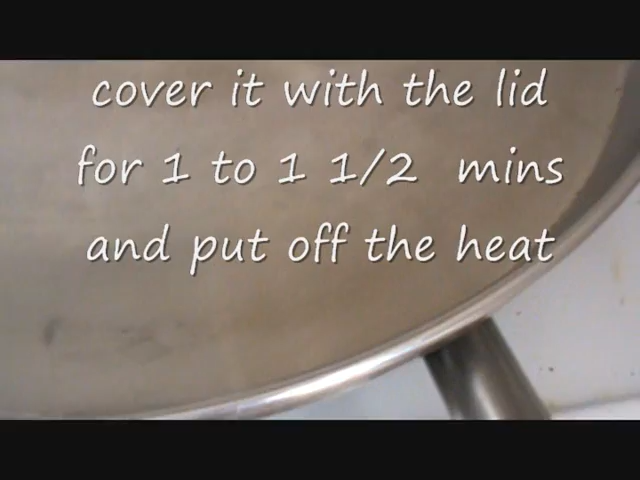 cover it with the lid
for 1 to 1 1/2 mins
and put off the heat